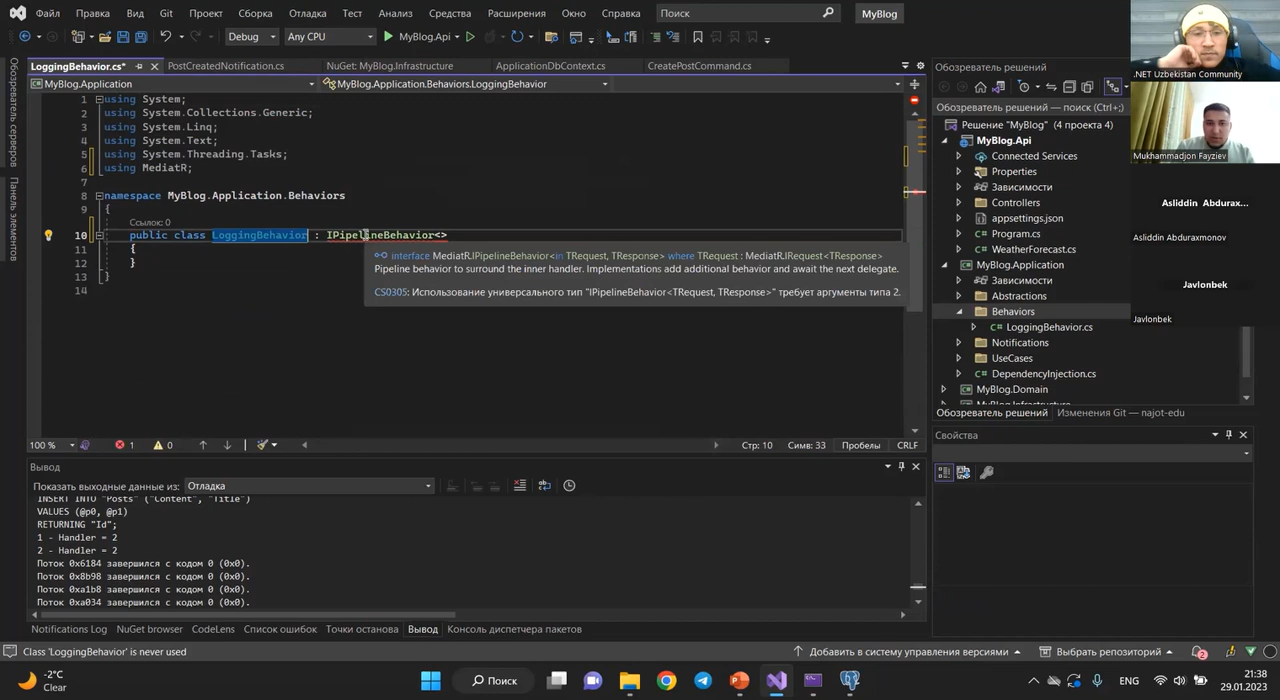 Файл Правка Вид Git Проект Сборка Отладка Тест Анализ Средства Расширения Окно Справка Поиск MyBlog
Debug Any CPU MyBlog.Api
LoggingBehavior.cs* PostCreatedNotification.cs NuGet: MyBlog.Infrastructure ApplicationDbContext.cs CreatePostCommand.cs
MyBlog.Application MyBlog.Application.Behaviors.LoggingBehavior
Обозреватель серверов
Панель элементов
1 using System;
2 using System.Collections.Generic;
3 using System.Linq;
4 using System.Text;
5 using System.Threading.Tasks;
6 using MediatR;
7
8 namespace MyBlog.Application.Behaviors
9 {
Ссылок: 0
10 public class LoggingBehavior : IPipelineBehavior<>
11 {
12 }
13 }
14
interface MediatR.IPipelineBehavior<in TRequest, TResponse> where TRequest : MediatR.IRequest<TResponse>
Pipeline behavior to surround the inner handler. Implementations add additional behavior and await the next delegate.
CS0305: Использование универсального тип "IPipelineBehavior<TRequest, TResponse>" требует аргументы типа 2.
100 % 1 0 Стр: 10 Симв: 33 Пробелы CRLF
Вывод
Показать выходные данные из: Отладка
INSERT INTO "Posts" ("Content", "Title")
VALUES (@p0, @p1)
RETURNING "Id";
1 - Handler = 2
2 - Handler = 2
Поток 0x6184 завершился с кодом 0 (0x0).
Поток 0x8b98 завершился с кодом 0 (0x0).
Поток 0xa1b8 завершился с кодом 0 (0x0).
Поток 0xa034 завершился с кодом 0 (0x0).
Notifications Log NuGet browser CodeLens Список ошибок Точки останова Вывод Консоль диспетчера пакетов
Обозреватель решений
Обозреватель решений — поиск (Ctrl+;)
Решение "MyBlog" (4 проекта 4)
MyBlog.Api
Connected Services
Properties
Зависимости
Controllers
appsettings.json
Program.cs
WeatherForecast.cs
MyBlog.Application
Зависимости
Abstractions
Behaviors
LoggingBehavior.cs
Notifications
UseCases
DependencyInjection.cs
MyBlog.Domain
MyBlog.Infrastructure
Обозреватель решений Изменения Git — najot-edu
Свойства
.NET Uzbekistan Community
Mukhammadjon Fayziev
Asliddin Abdurax...
Asliddin Abduraxmonov
Javlonbek
Javlonbek
Class 'LoggingBehavior' is never used Добавить в систему управления версиями Выбрать репозиторий 2
-2°C
Clear
Поиск
ENG
21:38
29.01.2023